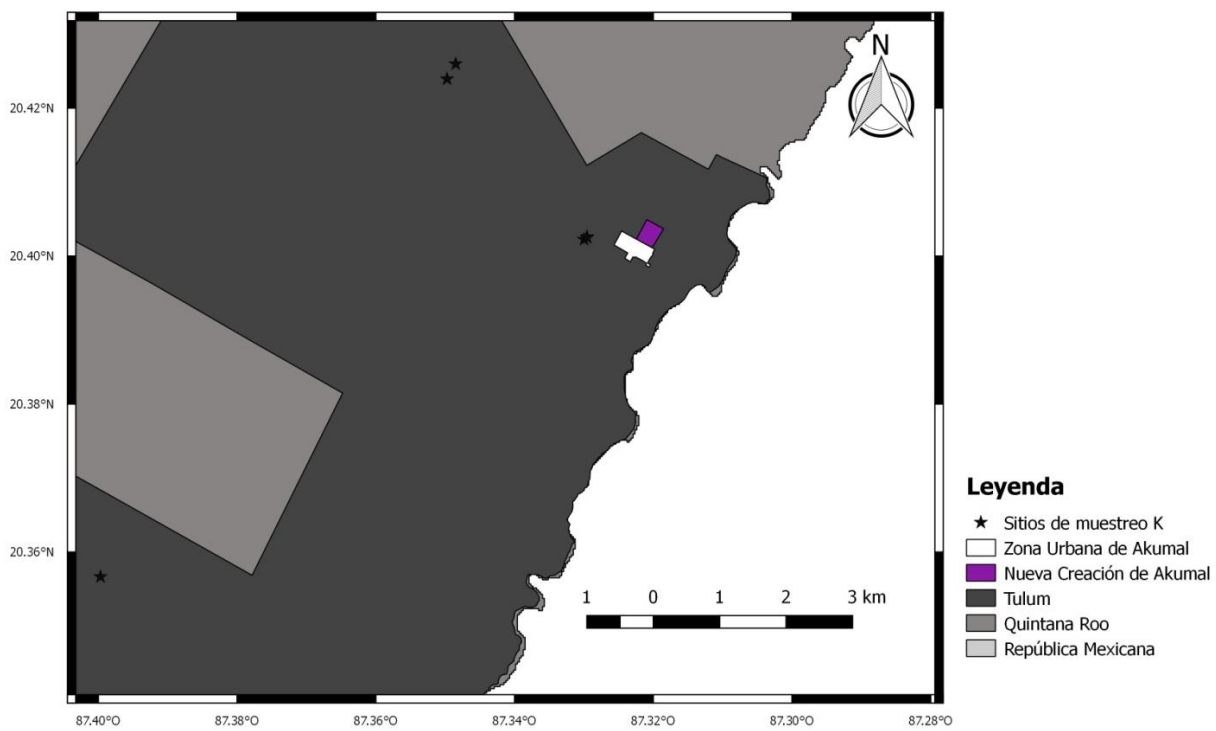 N
20.42°N
20.40°N
20.38°N
20.36°N
1 0 1 2 3 km
87.40°O 87.38°O 87.36°O 87.34°O 87.32°O 87.30°O 87.28°O
Leyenda
Sitios de muestreo K
Zona Urbana de Akumal
Nueva Creación de Akumal
Tulum
Quintana Roo
República Mexicana